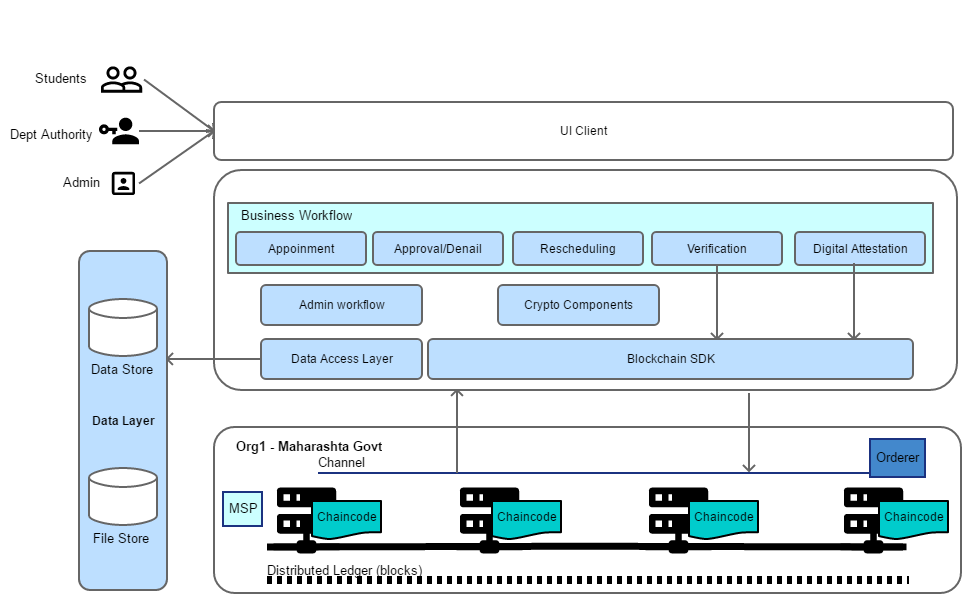 Students
Dept Authority
Admin
UI Client
Business Workflow
Appoinment
Approval/Denail
Rescheduling
Verification
Digital Attestation
Admin workflow
Crypto Components
Data Access Layer
Blockchain SDK
Data Store
Data Layer
File Store
Org1 - Maharashta Govt
Channel
Orderer
MSP
Chaincode
Chaincode
Chaincode
Chaincode
Distributed Ledger (blocks)